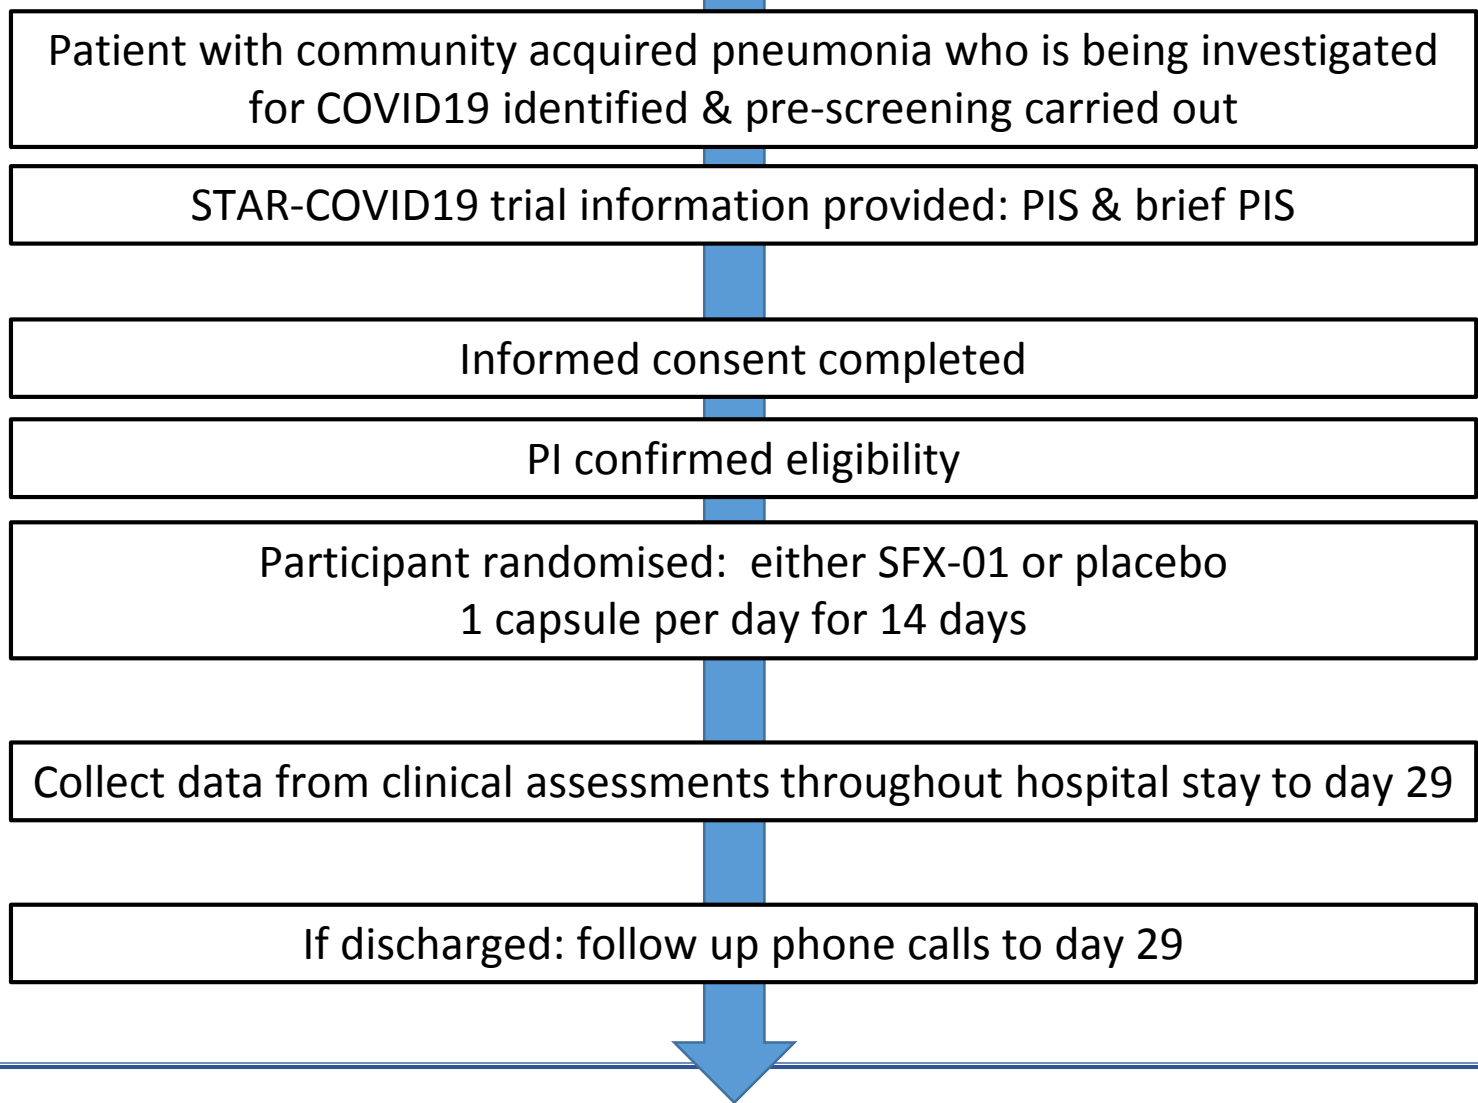 Patient with community acquired pneumonia who is being investigated
for COVID19 identified & pre-screening carried out
STAR-COVID19 trial information provided: PIS & brief PIS
Informed consent completed
PI confirmed eligibility
Participant randomised:  either SFX-01 or placebo
1 capsule per day for 14 days
Collect data from clinical assessments throughout hospital stay to day 29
If discharged: follow up phone calls to day 29